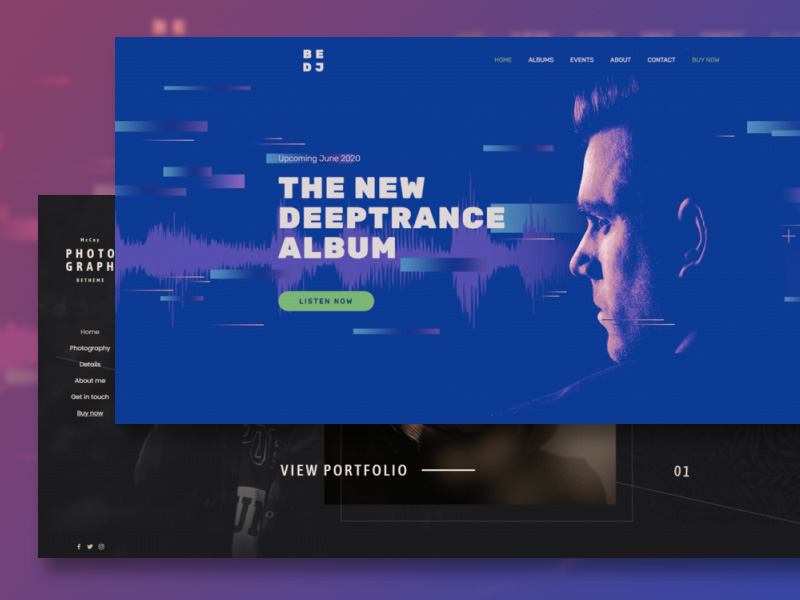 BE
DJ
HOME
ALBUMS
EVENTS
ABOUT
CONTACT
BUY NOW
Upcoming June 2020
THE NEW
DEEPTRANCE
ALBUM
LISTEN NOW
McCoy
PHOTO
GRAPH
BETHEME
Home
Photography
Details
About me
Get in touch
Buy now
VIEW PORTFOLIO
01